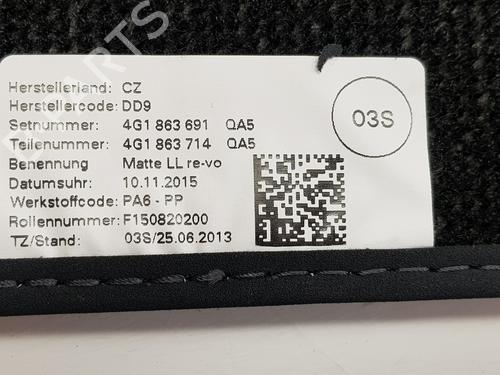 Herstellerland: CZ
Herstellercode: DD9
Setnummer: 4G1 863 691 QA5
Teilenummer: 4G1 863 714 QA5
Benennung Matte LL re-vo
Datumsuhr: 10.11.2015
Werkstoffcode: PA6 - PP
Rollennummer: F150820200
TZ/Stand: 03S/25.06.2013
03S